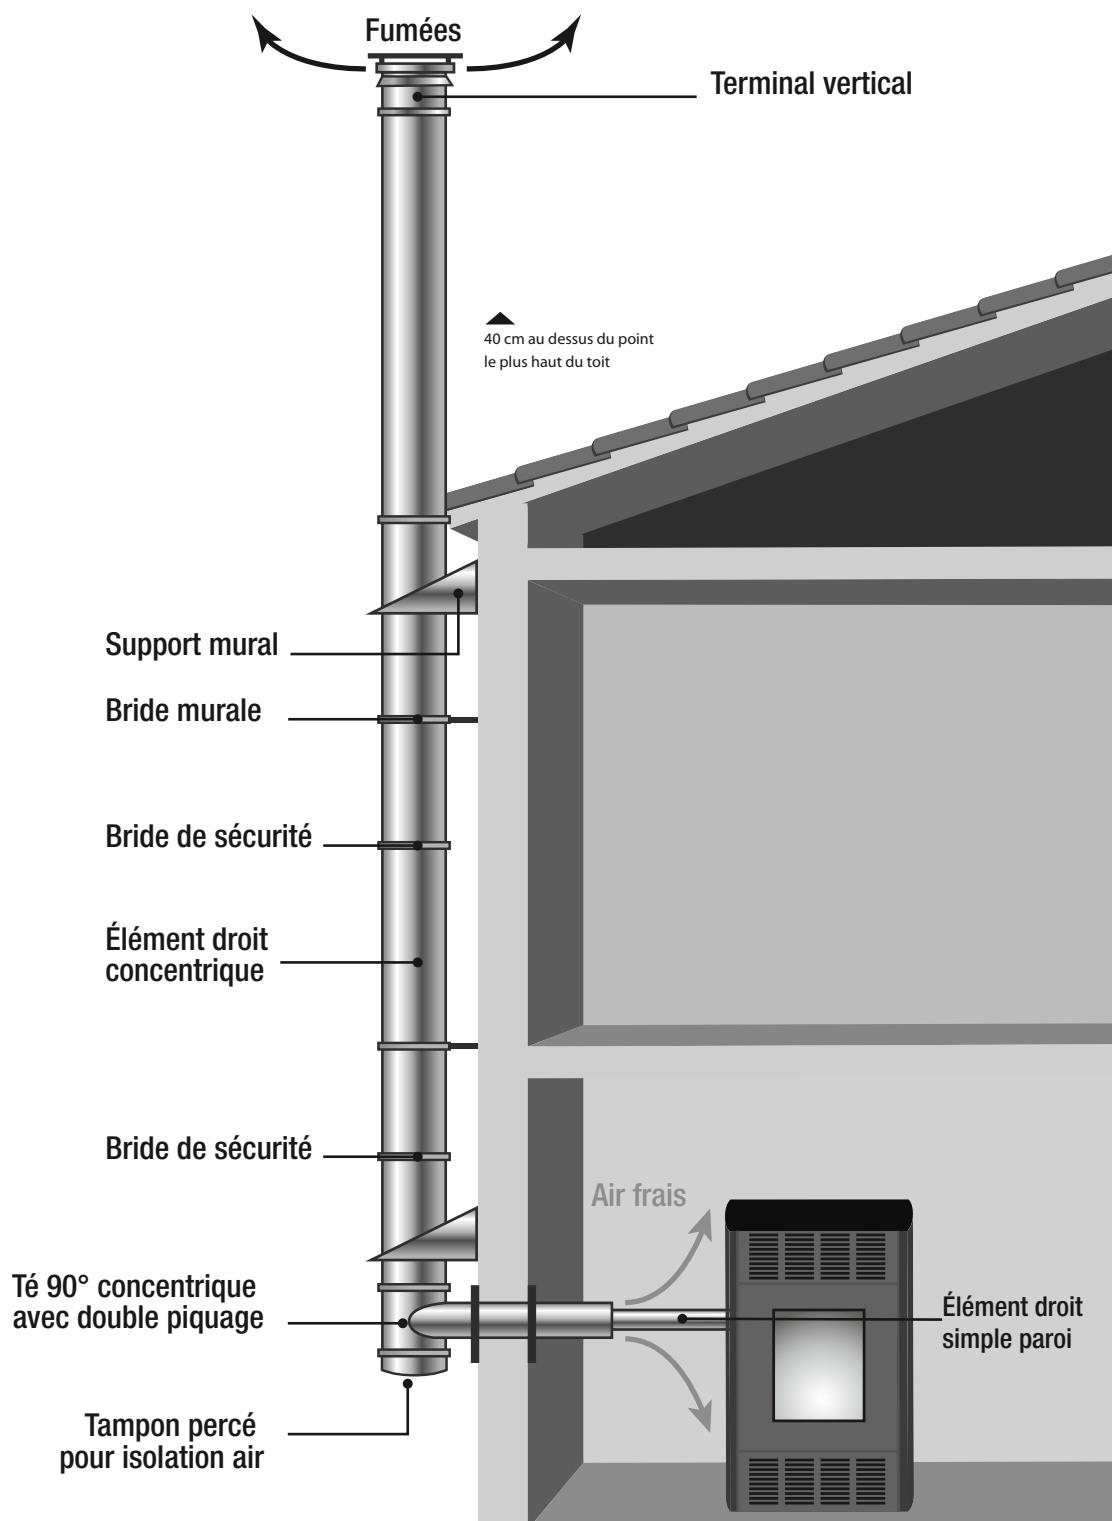 Fumées
Terminal vertical
40 cm au dessus du point
le plus haut du toit
Support mural
Bride murale
Bride de sécurité
Élément droit
concentrique
Bride de sécurité
Air frais
Té 90° concentrique
avec double piquage
Élément droit
simple paroi
Tampon percé
pour isolation air